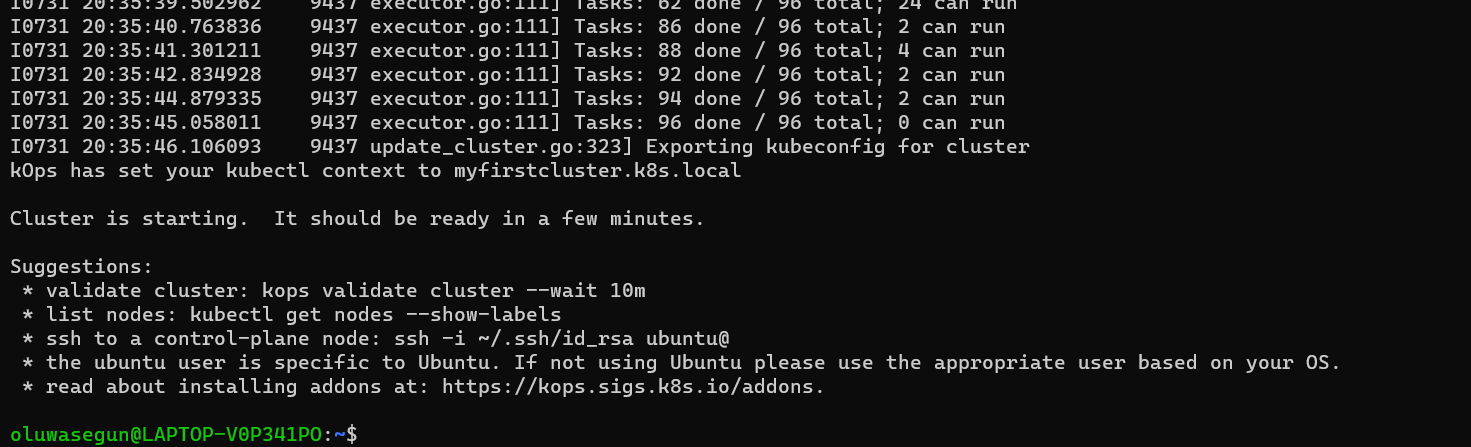 I0731 20:35:39.502962    9437 executor.go:111] Tasks: 62 done / 96 total; 24 can run
I0731 20:35:40.763836    9437 executor.go:111] Tasks: 86 done / 96 total; 2 can run
I0731 20:35:41.301211    9437 executor.go:111] Tasks: 88 done / 96 total; 4 can run
I0731 20:35:42.834928    9437 executor.go:111] Tasks: 92 done / 96 total; 2 can run
I0731 20:35:44.879335    9437 executor.go:111] Tasks: 94 done / 96 total; 2 can run
I0731 20:35:45.058011    9437 executor.go:111] Tasks: 96 done / 96 total; 0 can run
I0731 20:35:46.106093    9437 update_cluster.go:323] Exporting kubeconfig for cluster
kOps has set your kubectl context to myfirstcluster.k8s.local
Cluster is starting.  It should be ready in a few minutes.
Suggestions:
 * validate cluster: kops validate cluster --wait 10m
 * list nodes: kubectl get nodes --show-labels
 * ssh to a control-plane node: ssh -i ~/.ssh/id_rsa ubuntu@
 * the ubuntu user is specific to Ubuntu. If not using Ubuntu please use the appropriate user based on your OS.
 * read about installing addons at: https://kops.sigs.k8s.io/addons.
oluwasegun@LAPTOP-V0P341PO:~$